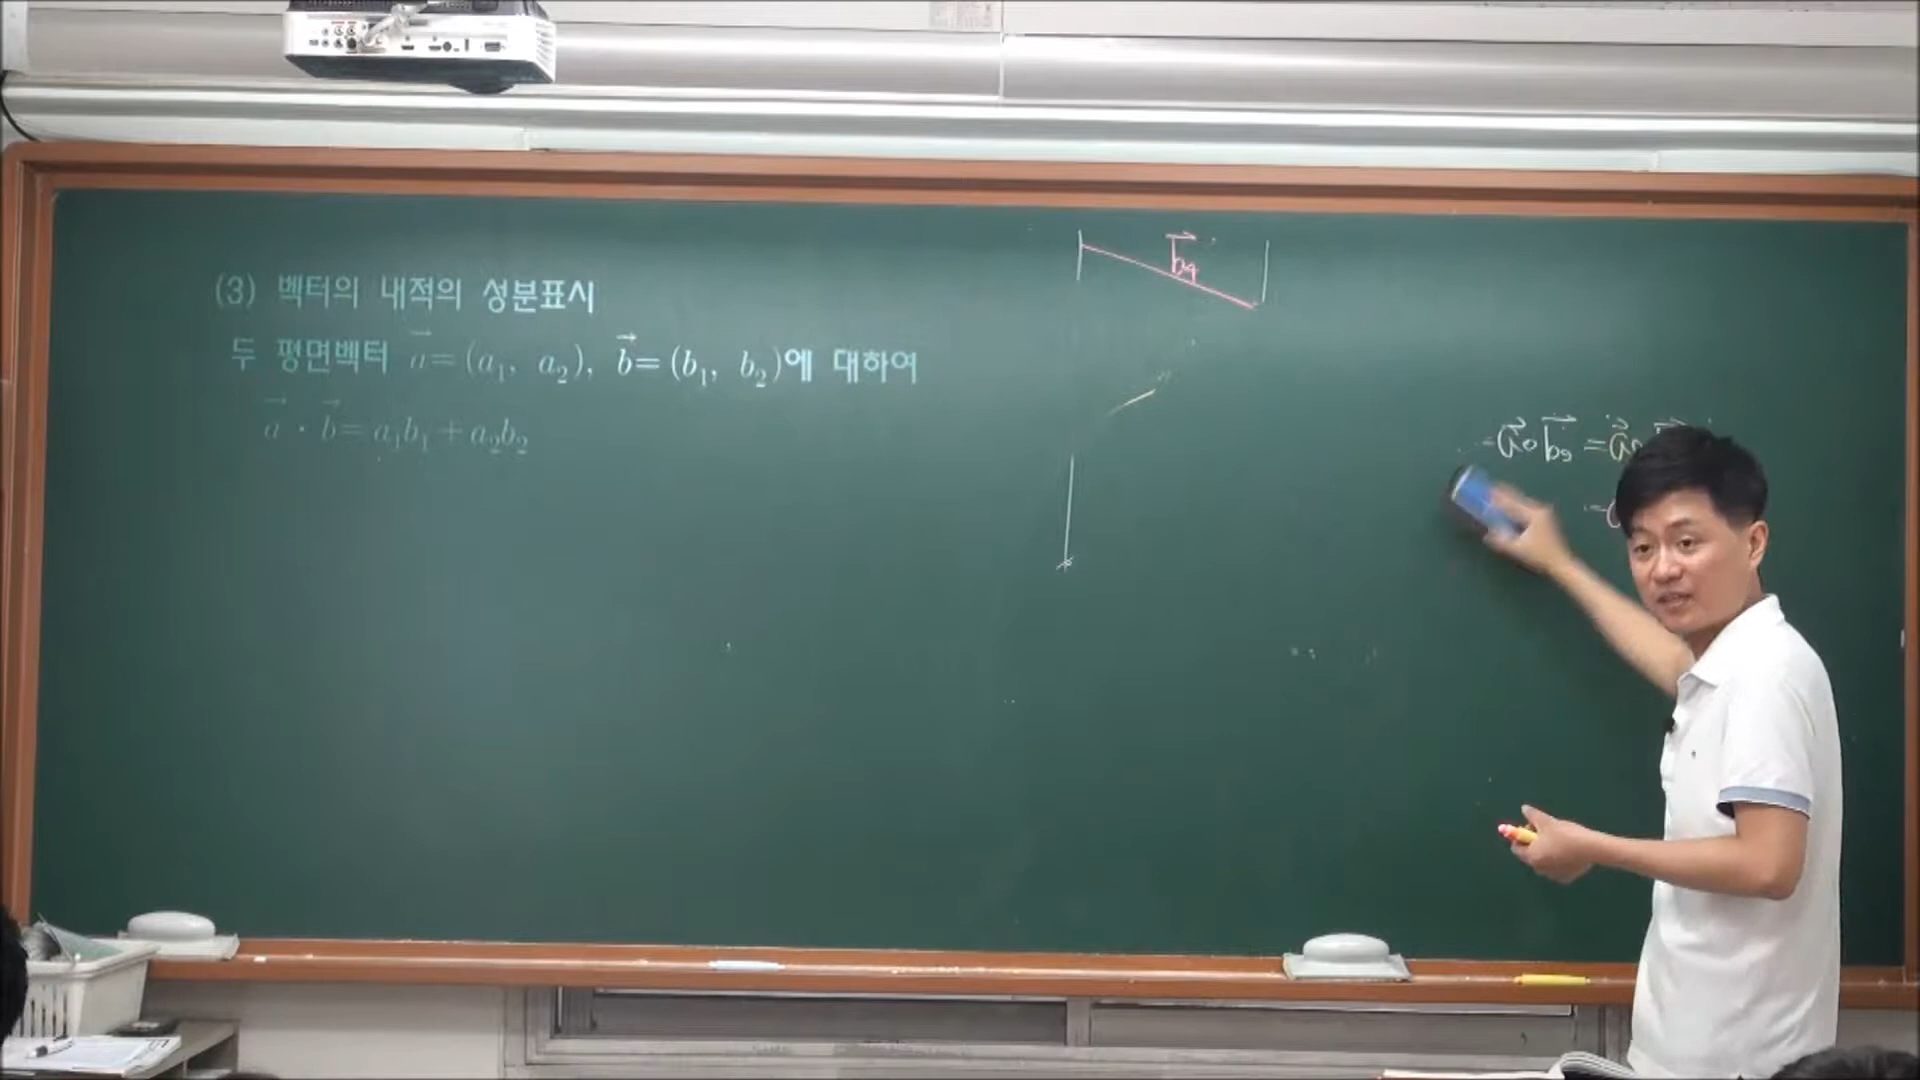 (3) 벡터의 내적의 성분표시
두 평면벡터 a⃗ = (a₁, a₂), b⃗ = (b₁, b₂)에 대하여
a⃗ · b⃗ = a₁b₁ + a₂b₂